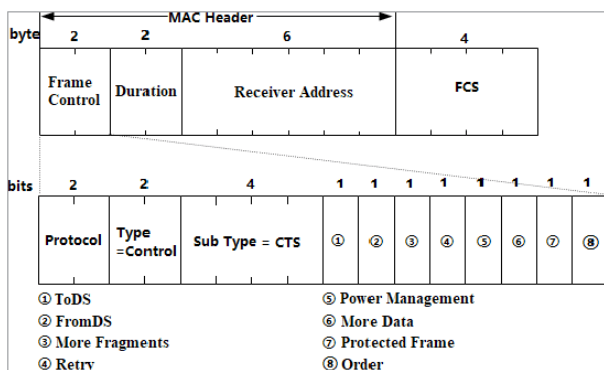 MAC Header
byte 2 2 6 4
Frame Control Duration Receiver Address FCS
bits 2 2 4 1 1 1 1 1 1 1 1
Protocol Type =Control Sub Type = CTS ① ② ③ ④ ⑤ ⑥ ⑦ ⑧
① ToDS ⑤ Power Management
② FromDS ⑥ More Data
③ More Fragments ⑦ Protected Frame
④ Retry ⑧ Order